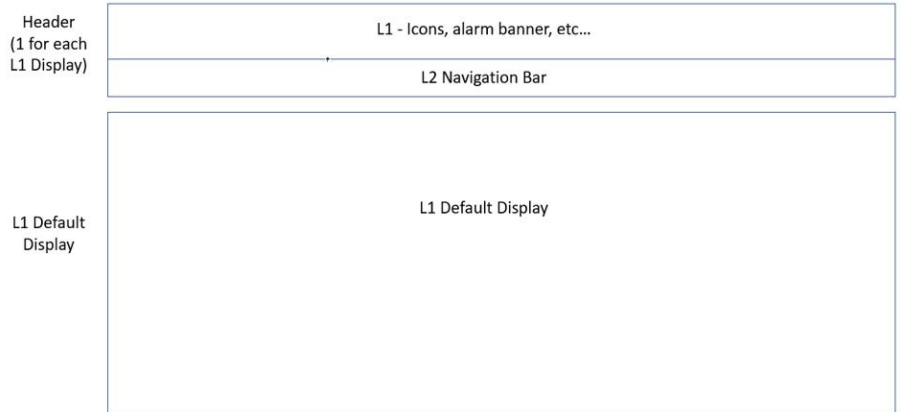 Header
(1 for each
L1 Display)
L1 - Icons, alarm banner, etc...
L2 Navigation Bar
L1 Default
Display
L1 Default Display